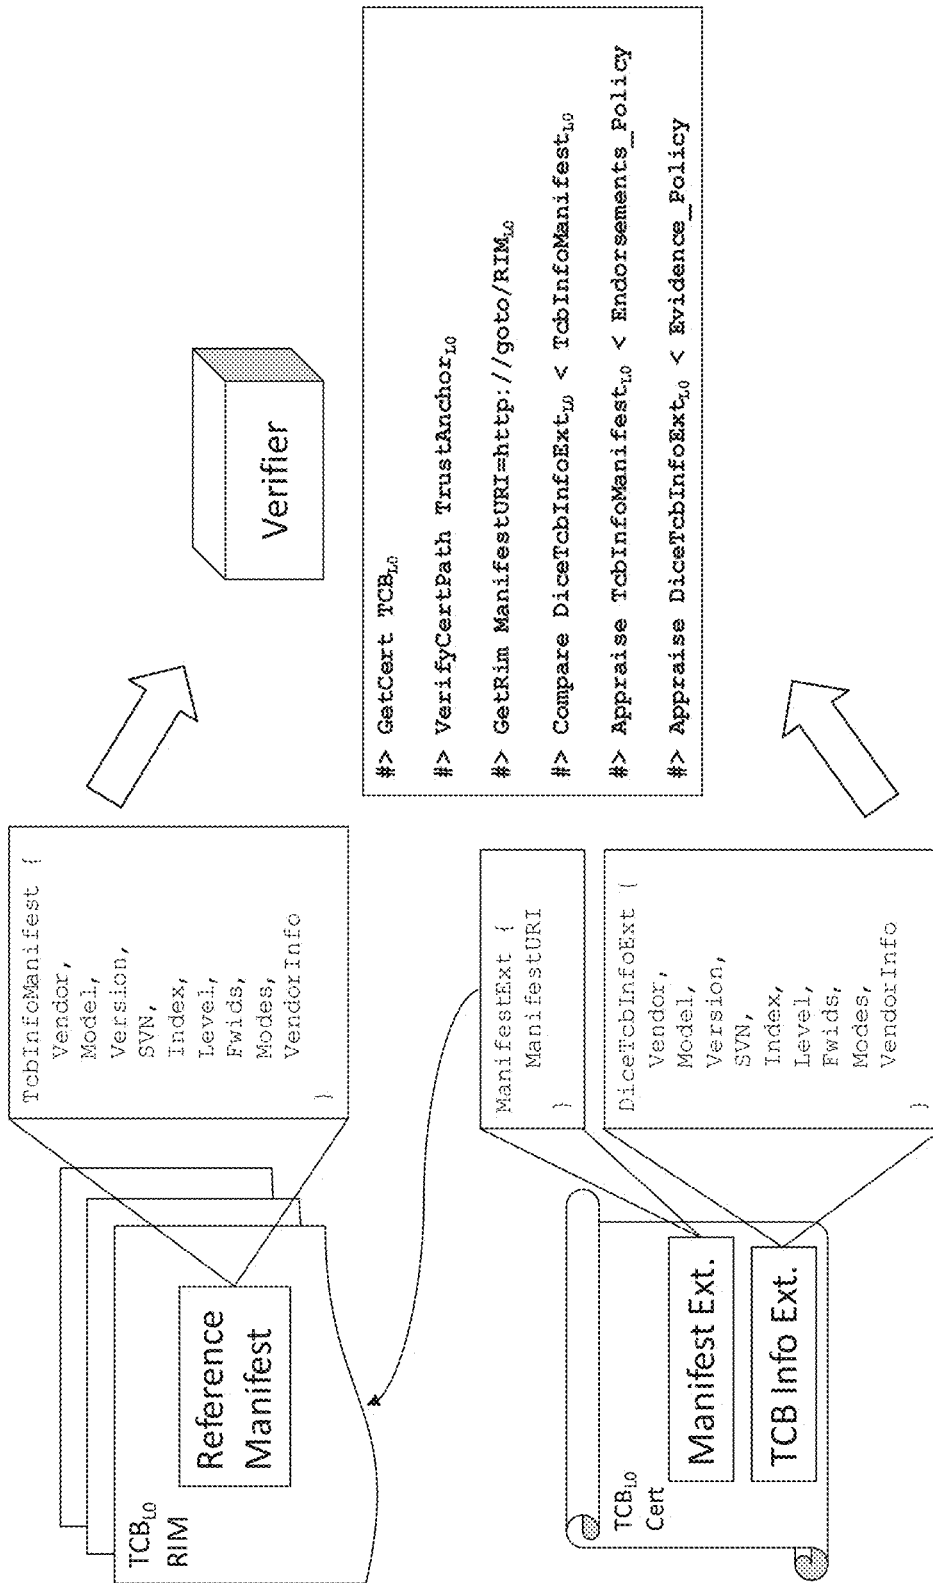 TCBL0
RIM
Reference
Manifest
TcbInfoManifest {
Vendor,
Model,
Version,
SVN,
Index,
Level,
Fwids,
Modes,
VendorInfo
}
TCBL0
Cert
Manifest Ext.
TCB Info Ext.
ManifestExt {
ManifestURI
}
DiceTcbInfoExt {
Vendor,
Model,
Version,
SVN,
Index,
Level,
Fwids,
Modes,
VendorInfo
}
Verifier
#> GetCert TCBL0
#> VerifyCertPath TrustAnchorL0
#> GetRim ManifestURI=http://goto/RIML0
#> Compare DiceTcbInfoExtL0 < TcbInfoManifestL0
#> Appraise TcbInfoManifestL0 < Endorsements_Policy
#> Appraise DiceTcbInfoExtL0 < Evidence_Policy